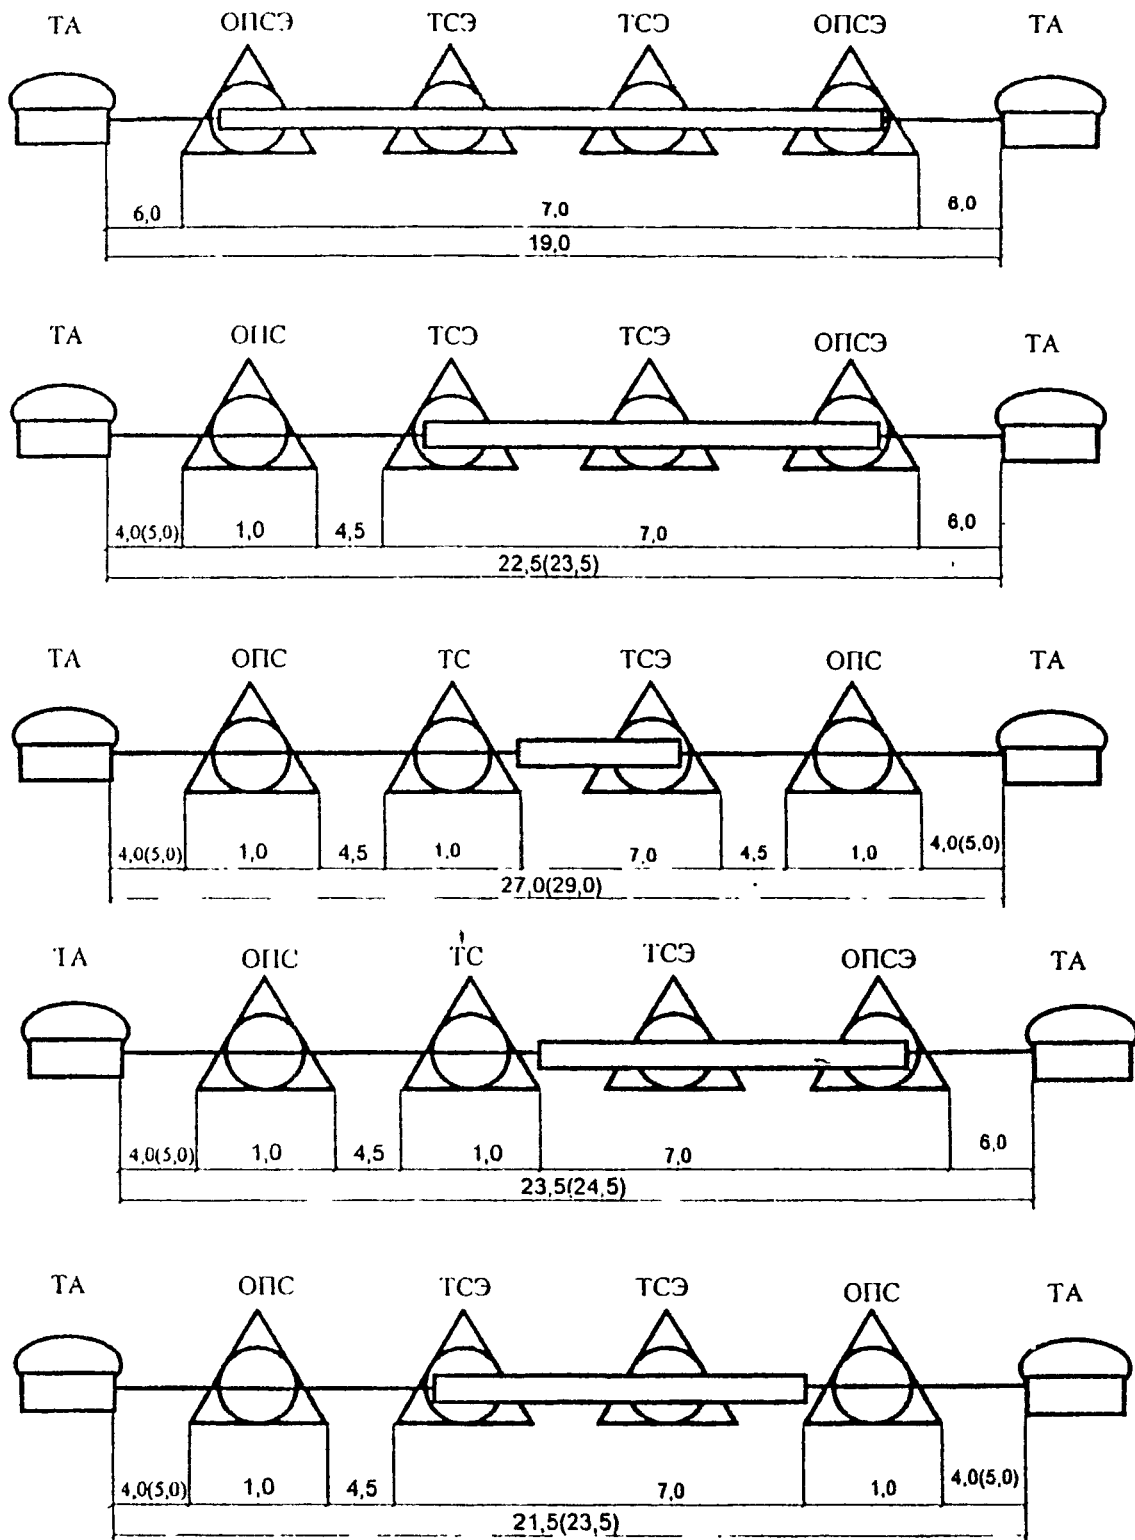 ТА ОПСЭ ТСЭ ТСЭ ОПСЭ ТА
6,0 7,0 6,0
19,0
ТА ОПС ТСЭ ТСЭ ОПСЭ ТА
4,0(5,0) 1,0 4,5 7,0 6,0
22,5(23,5)
ТА ОПС ТС ТСЭ ОПС ТА
4,0(5,0) 1,0 4,5 1,0 7,0 4,5 1,0 4,0(5,0)
27,0(29,0)
ТА ОПС ТС ТСЭ ОПСЭ ТА
4,0(5,0) 1,0 4,5 1,0 7,0 6,0
23,5(24,5)
ТА ОПС ТСЭ ТСЭ ОПС ТА
4,0(5,0) 1,0 4,5 7,0 1,0 4,0(5,0)
21,5(23,5)